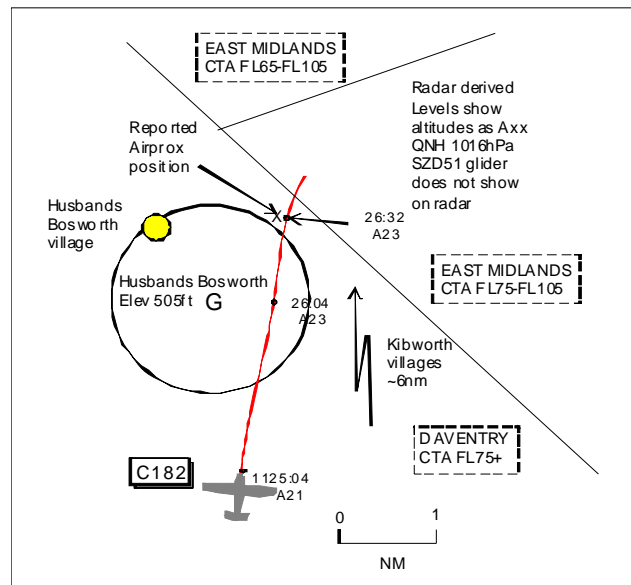 EAST MIDLANDS
CTA FL65-FL105
Radar derived
Levels show
altitudes as Axx
QNH 1016hPa
SZD51 glider
does not show
on radar
Reported
Airprox
position
Husbands
Bosworth
village
X
26:32
A23
Husbands Bosworth
Elev 505ft G
26:04
A23
EAST MIDLANDS
CTA FL75-FL105
Kibworth
villages
~6nm
DAVENTRY
CTA FL75+
C182
1125:04
A21
0 1
NM